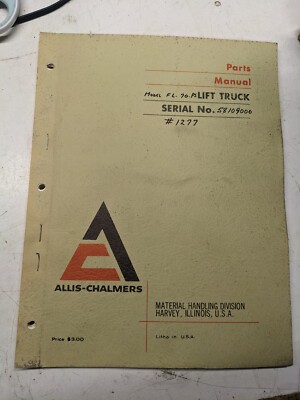 Parts
Manual
Model FL. 70-P LIFT TRUCK
SERIAL No. 58109008
#1277
ALLIS-CHALMERS
MATERIAL HANDLING DIVISION
HARVEY, ILLINOIS, U.S.A.
Price $3.00
Litho in U.S.A.